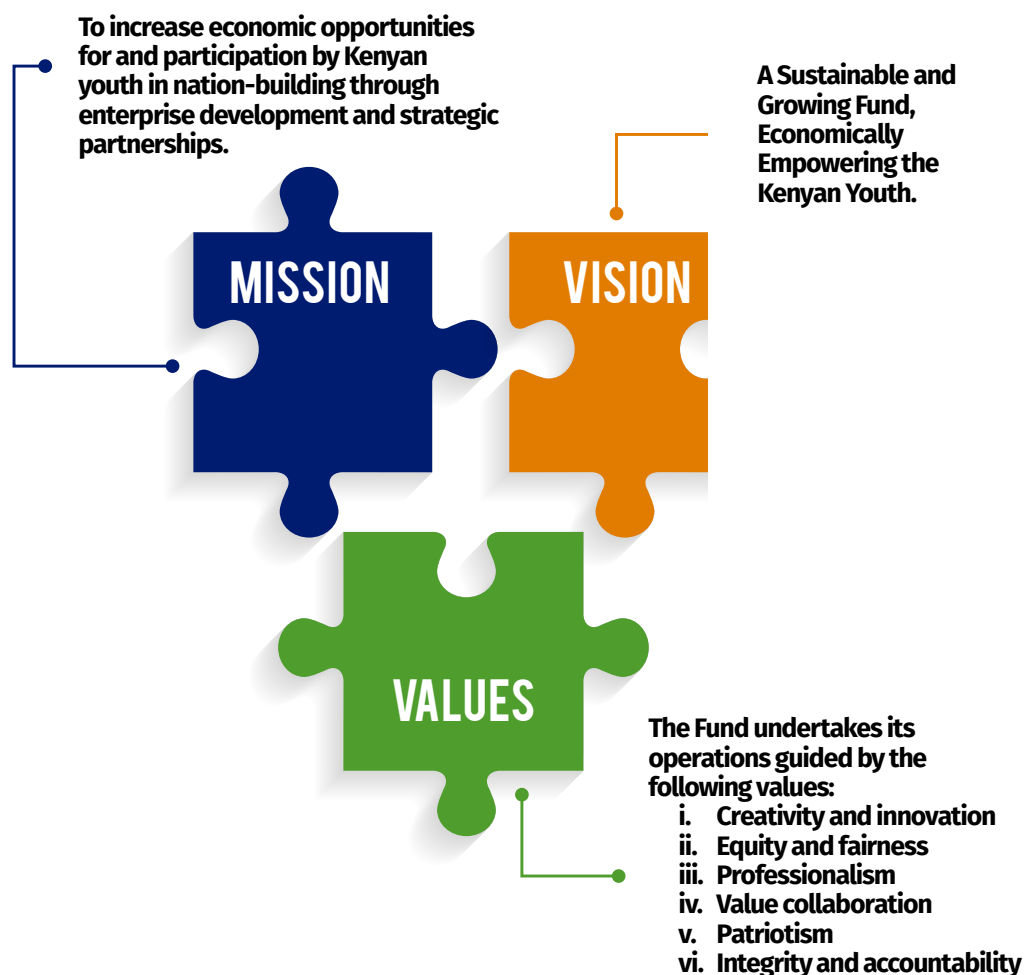 To increase economic opportunities
for and participation by Kenyan
youth in nation-building through
enterprise development and strategic
partnerships.
A Sustainable and
Growing Fund,
Economically
Empowering the
Kenyan Youth.
MISSION
VISION
VALUES
The Fund undertakes its
operations guided by the
following values:
i. Creativity and innovation
ii. Equity and fairness
iii. Professionalism
iv. Value collaboration
v. Patriotism
vi. Integrity and accountability